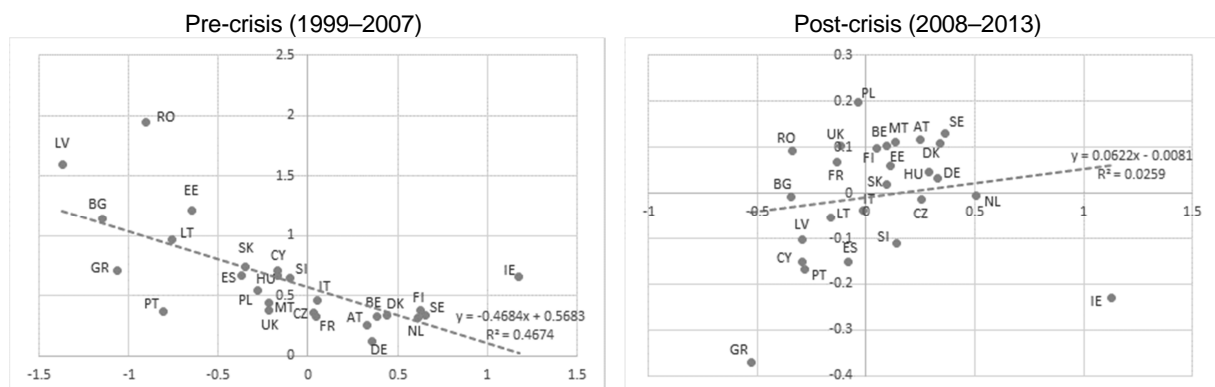 Pre-crisis (1999–2007)
2.5
2
1.5
1
0.5
0
-1.5
-1
-0.5
0
0.5
1
1.5
RO
LV
EE
BG
LT
GR
SK
CY
SI
ES
HU
IE
PL
IT
PT
MT
UK
CZ
FR
AT
BE
DK
FI
SE
NL
DE
y = -0.4684x + 0.5683
R² = 0.4674
Post-crisis (2008–2013)
0.3
0.2
0.1
0
-0.1
-0.2
-0.3
-0.4
-1
-0.5
0
0.5
1
1.5
PL
RO
UK
BE
MT
AT
SE
FI
EE
DK
FR
y = 0.0622x - 0.0081
R² = 0.0259
BG
SK
HU
DE
LT
IT
CZ
NL
LV
ES
SI
CY
PT
IE
GR